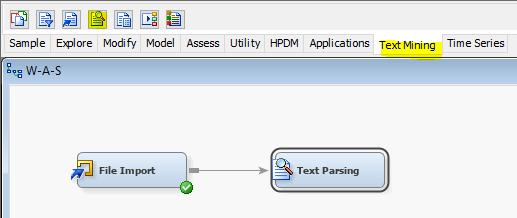 Sample Explore Modify Model Assess Utility HPDM Applications Text Mining Time Series
W-A-S
File Import Text Parsing